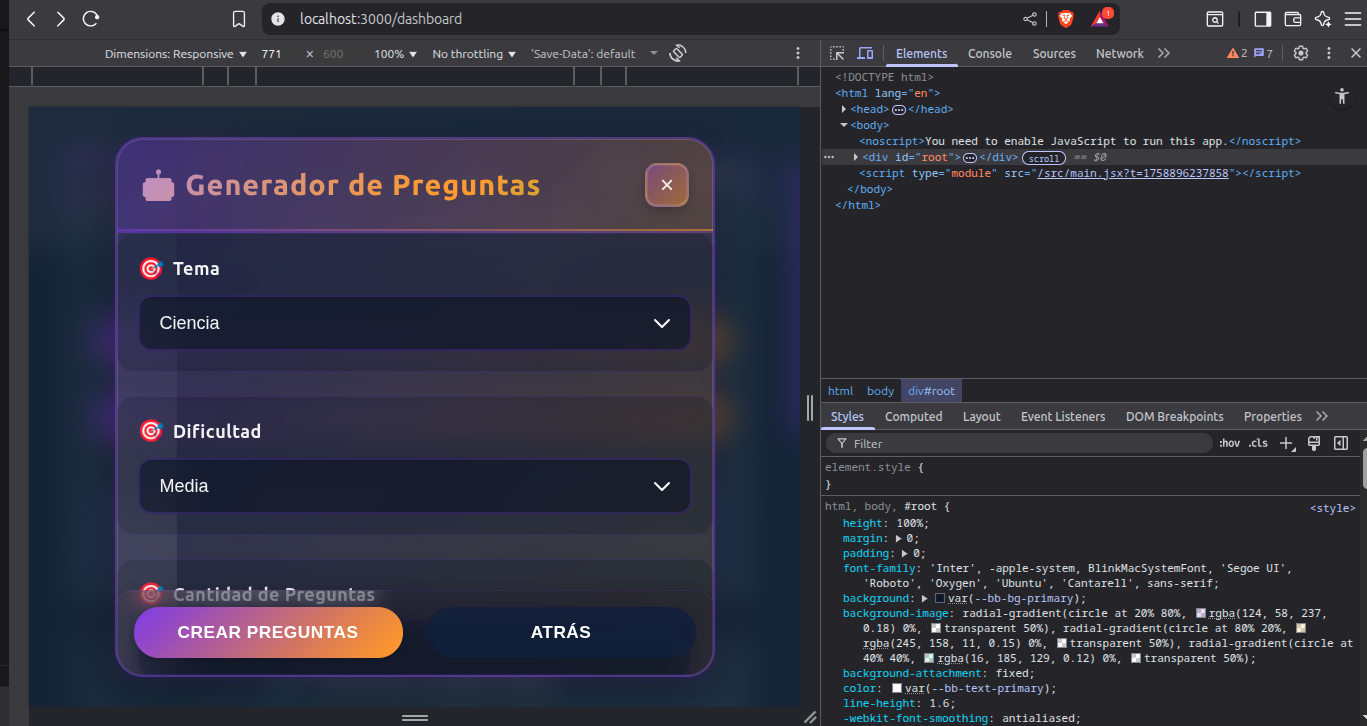 localhost:3000/dashboard
1
Dimensions: Responsive ▼ 771 × 600 100% ▼ No throttling ▼ 'Save-Data': default
Elements Console Sources Network 2 7
<!DOCTYPE html>
<html lang="en">
<head> </head>
<body>
<noscript>You need to enable JavaScript to run this app.</noscript>
<div id="root"> </div> scroll == $0
<script type="module" src="/src/main.jsx?t=1758896237858"></script>
</body>
</html>
Generador de Preguntas
×
Tema
Ciencia
Dificultad
Media
Cantidad de Preguntas
CREAR PREGUNTAS
ATRÁS
html body div#root
Styles Computed Layout Event Listeners DOM Breakpoints Properties
Filter :hov .cls
element.style {
}
html, body, #root { <style>
height: 100%;
margin: 0;
padding: 0;
font-family: 'Inter', -apple-system, BlinkMacSystemFont, 'Segoe UI',
'Roboto', 'Oxygen', 'Ubuntu', 'Cantarell', sans-serif;
background: var(--bb-bg-primary);
background-image: radial-gradient(circle at 20% 80%, rgba(124, 58, 237,
0.18) 0%, transparent 50%), radial-gradient(circle at 80% 20%,
rgba(245, 158, 11, 0.15) 0%, transparent 50%), radial-gradient(circle at
40% 40%, rgba(16, 185, 129, 0.12) 0%, transparent 50%);
background-attachment: fixed;
color: var(--bb-text-primary);
line-height: 1.6;
-webkit-font-smoothing: antialiased;